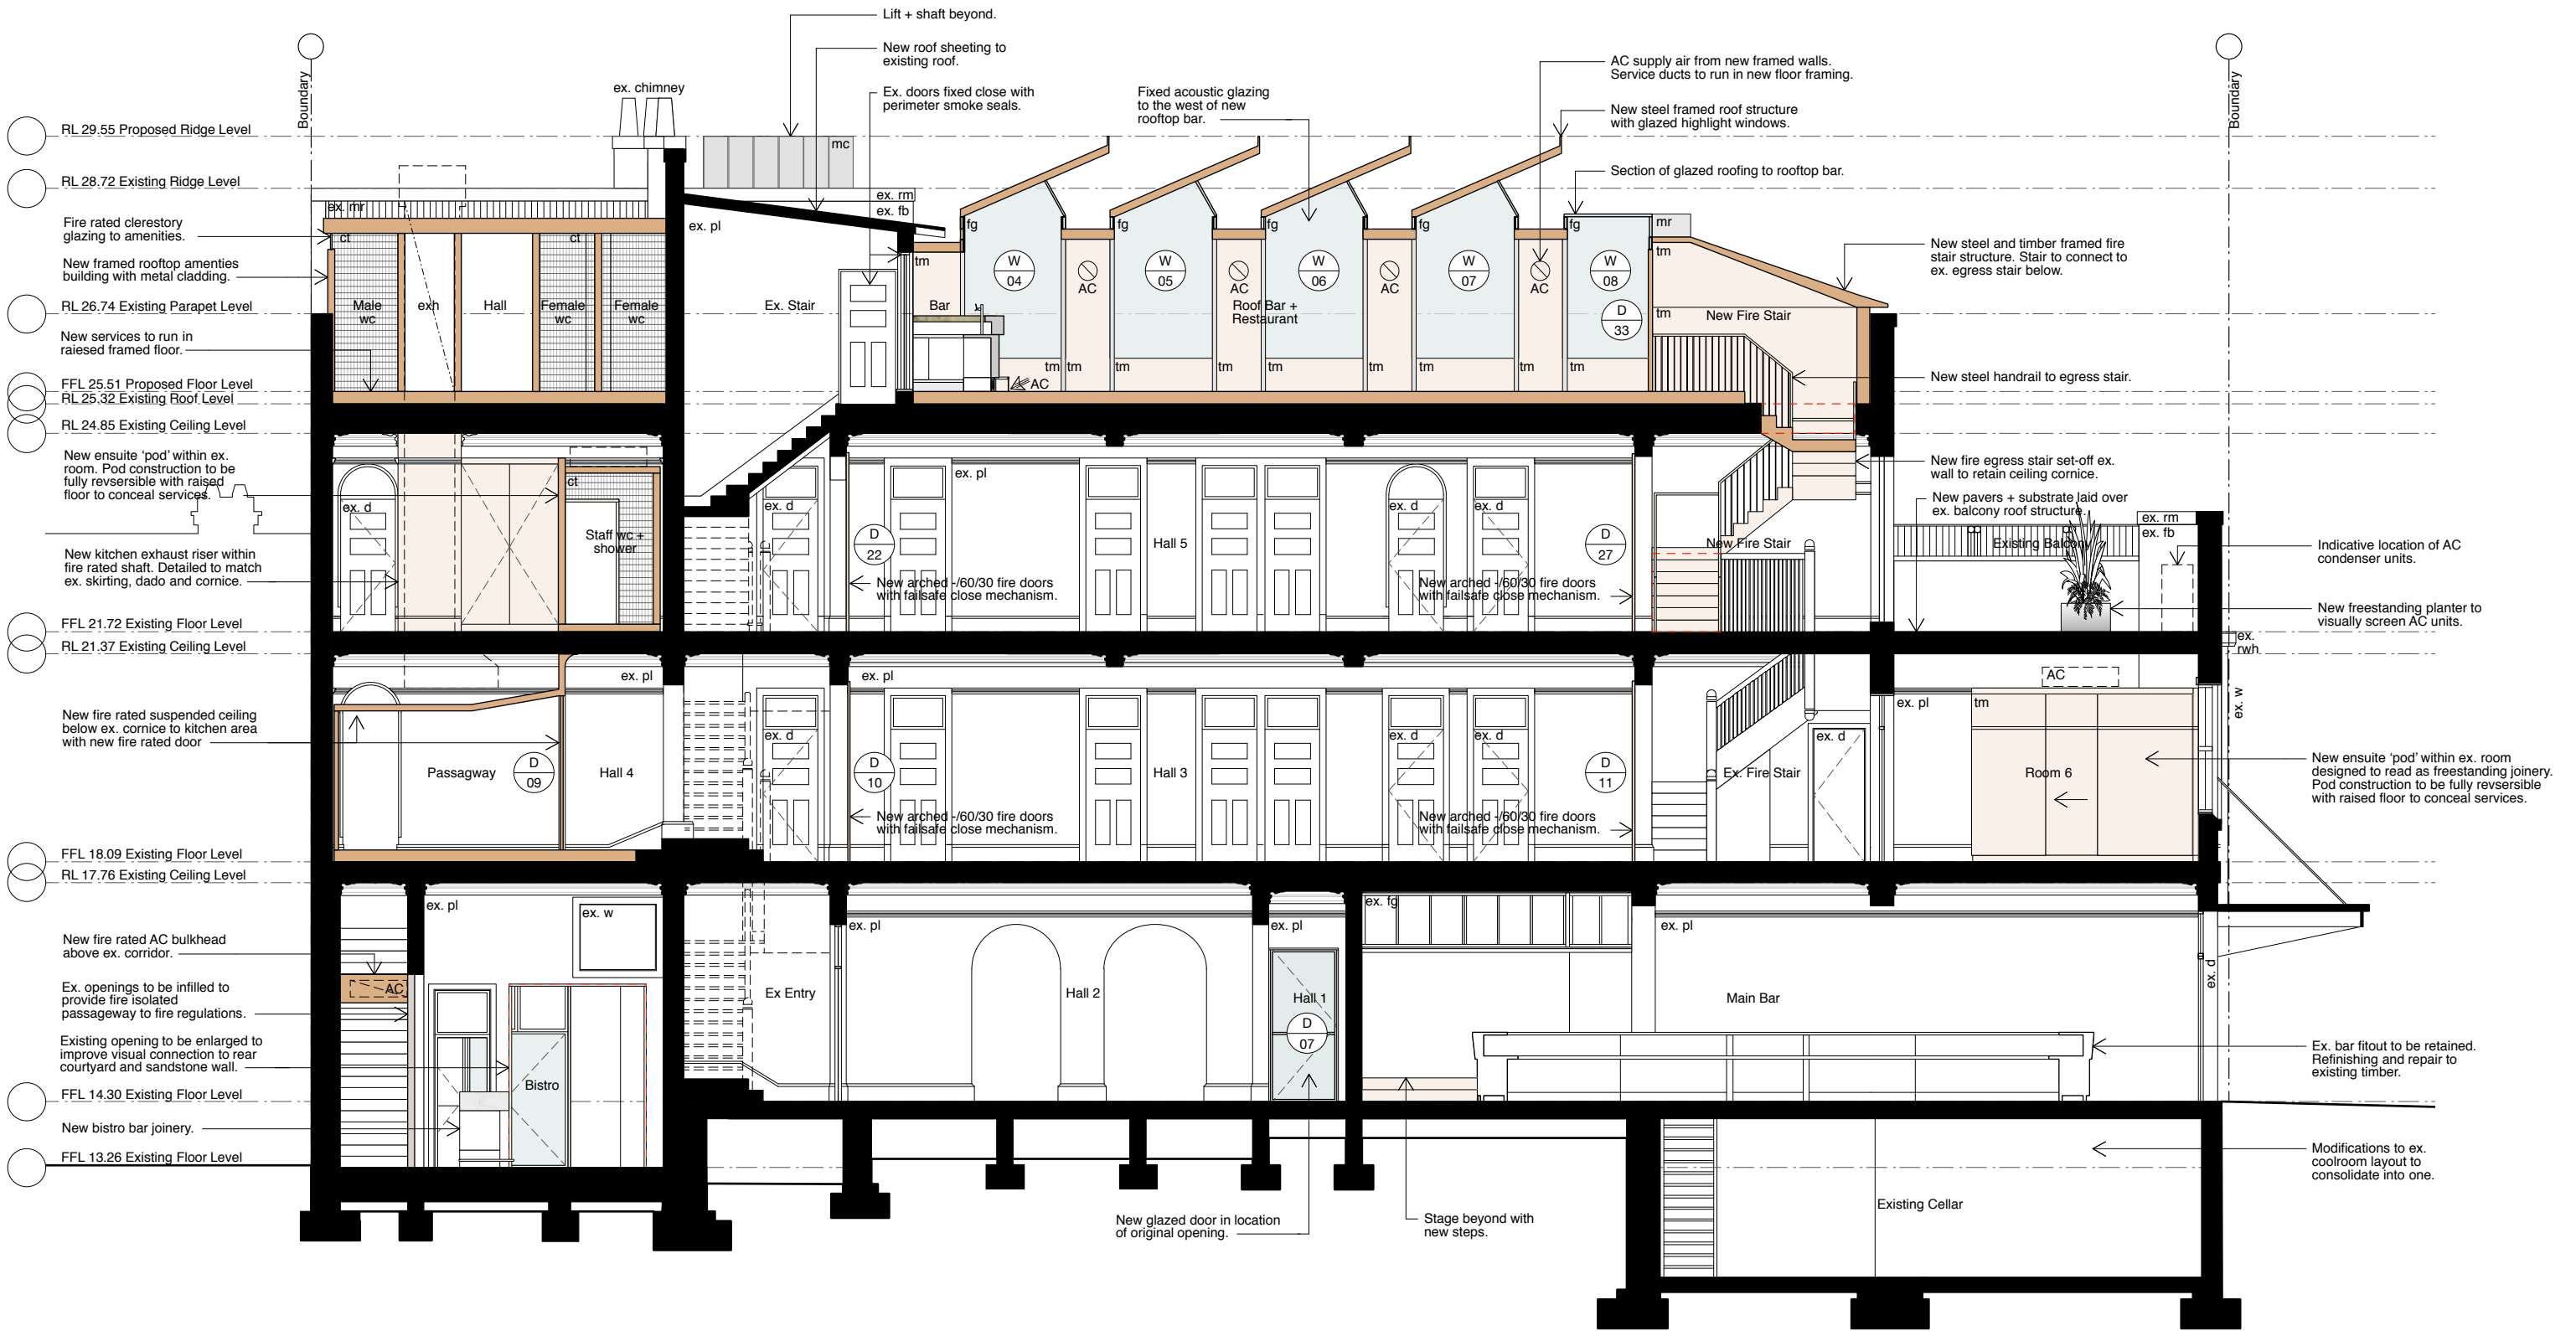 Lift + shaft beyond.
New roof sheeting to
existing roof.
Ex. doors fixed close with
perimeter smoke seals.
Fixed acoustic glazing
to the west of new
rooftop bar.
AC supply air from new framed walls.
Service ducts to run in new floor framing.
New steel framed roof structure
with glazed highlight windows.
Section of glazed roofing to rooftop bar.
Boundary
Boundary
ex. chimney
mc
RL 29.55 Proposed Ridge Level
RL 28.72 Existing Ridge Level
Fire rated clerestory
glazing to amenities.
New framed rooftop amenties
building with metal cladding.
RL 26.74 Existing Parapet Level
New services to run in
raiesed framed floor.
FFL 25.51 Proposed Floor Level
RL 25.32 Existing Roof Level
RL 24.85 Existing Ceiling Level
ex. mr
ct
ct
Male
wc
exh
Hall
Female
wc
Female
wc
ex. pl
Ex. Stair
ex. rm
ex. fb
tm
Bar
AC
fg
fg
fg
fg
fg
mr
tm
W
04
W
05
W
06
W
07
W
08
AC
AC
AC
AC
Roof Bar +
Restaurant
D
33
tm
New Fire Stair
tm
tm
tm
tm
tm
tm
tm
tm
New steel and timber framed fire
stair structure. Stair to connect to
ex. egress stair below.
New steel handrail to egress stair.
New ensuite 'pod' within ex.
room. Pod construction to be
fully revsersible with raised
floor to conceal services.
New kitchen exhaust riser within
fire rated shaft. Detailed to match
ex. skirting, dado and cornice.
FFL 21.72 Existing Floor Level
RL 21.37 Existing Ceiling Level
ex. d
ct
Staff wc +
shower
ex. d
D
22
ex. pl
Hall 5
ex. d
ex. d
D
27
New arched -/60/30 fire doors
with failsafe close mechanism.
New arched -/60/30 fire doors
with failsafe close mechanism.
New Fire Stair
New fire egress stair set-off ex.
wall to retain ceiling cornice.
New pavers + substrate laid over
ex. balcony roof structure.
ex. rm
ex. fb
Existing Balcony
Indicative location of AC
condenser units.
New freestanding planter to
visually screen AC units.
ex.
rwh
New fire rated suspended ceiling
below ex. cornice to kitchen area
with new fire rated door
FFL 18.09 Existing Floor Level
RL 17.76 Existing Ceiling Level
ex. pl
Passagway
D
09
Hall 4
ex. d
ex. pl
D
10
Hall 3
ex. d
ex. d
D
11
New arched -/60/30 fire doors
with failsafe close mechanism.
New arched -/60/30 fire doors
with failsafe close mechanism.
Ex. Fire Stair
ex. d
ex. pl
tm
AC
Room 6
ex. w
New ensuite 'pod' within ex. room
designed to read as freestanding joinery.
Pod construction to be fully revsersible
with raised floor to conceal services.
New fire rated AC bulkhead
above ex. corridor.
Ex. openings to be infilled to
provide fire isolated
passageway to fire regulations.
Existing opening to be enlarged to
improve visual connection to rear
courtyard and sandstone wall.
FFL 14.30 Existing Floor Level
New bistro bar joinery.
FFL 13.26 Existing Floor Level
ex. pl
ex. w
AC
Bistro
Ex Entry
ex. pl
Hall 2
ex. pl
Hall 1
D
07
ex. fg
ex. pl
Main Bar
ex. d
Ex. bar fitout to be retained.
Refinishing and repair to
existing timber.
Modifications to ex.
coolroom layout to
consolidate into one.
New glazed door in location
of original opening.
Stage beyond with
new steps.
Existing Cellar